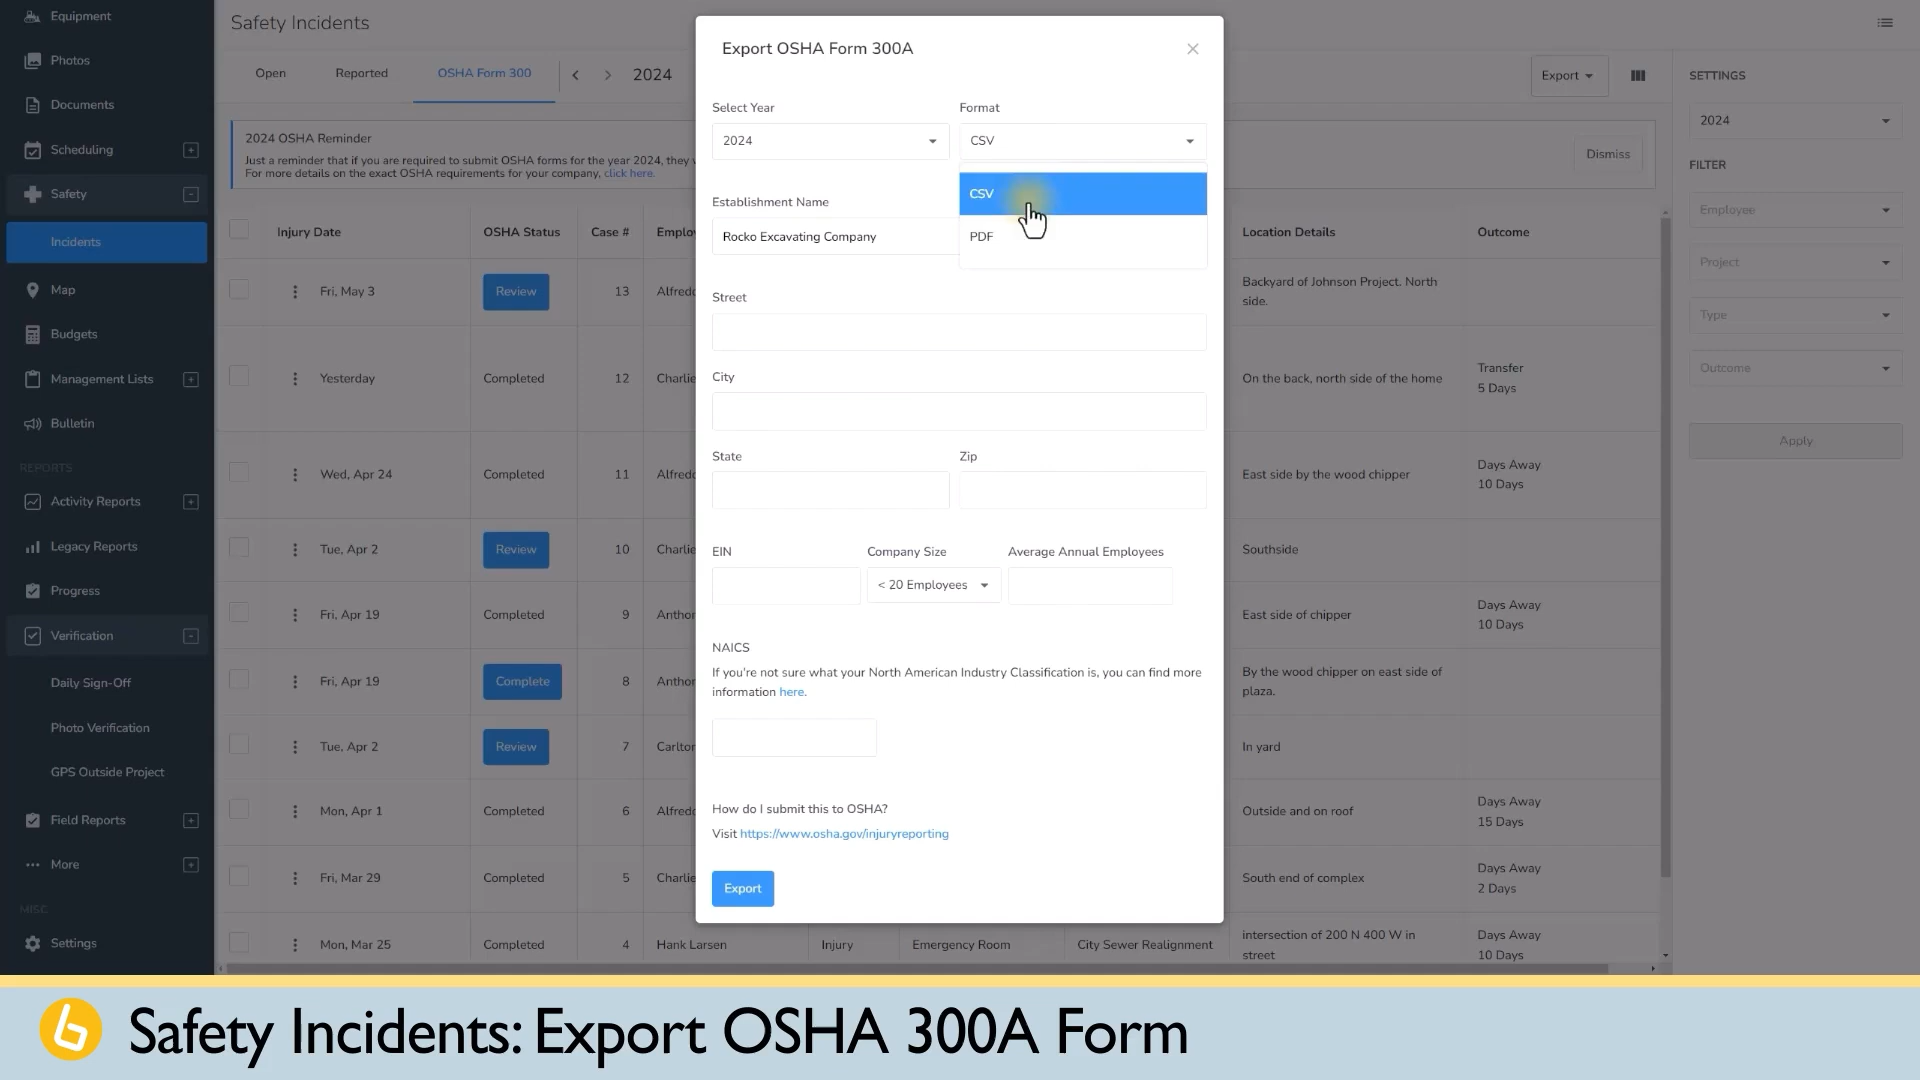 Equipment
Photos
Documents
Scheduling
Safety
Incidents
Map
Budgets
Management Lists
Bulletin
REPORTS
Activity Reports
Legacy Reports
Progress
Verification
Daily Sign-Off
Photo Verification
GPS Outside Project
Field Reports
More
MISC
Settings
Safety Incidents
Open Reported OSHA Form 300 2024
Export
2024 OSHA Reminder
Just a reminder that if you are required to submit OSHA forms for the year 2024, they
For more details on the exact OSHA requirements for your company, click here.
Dismiss
Injury Date OSHA Status Case # Location Details Outcome
Fri, May 3 Review 13 Backyard of Johnson Project. North
side.
Yesterday Completed 12 On the back, north side of the home Transfer
5 Days
Wed, Apr 24 Completed 11 East side by the wood chipper Days Away
10 Days
Tue, Apr 2 Review 10 Southside
Fri, Apr 19 Completed 9 East side of chipper Days Away
10 Days
Fri, Apr 19 Complete 8 By the wood chipper on east side of
plaza.
Tue, Apr 2 Review 7 In yard
Mon, Apr 1 Completed 6 Outside and on roof Days Away
15 Days
Fri, Mar 29 Completed 5 South end of complex Days Away
2 Days
Mon, Mar 25 Completed 4 Hank Larsen Injury Emergency Room City Sewer Realignment intersection of 200 N 400 W in
street Days Away
10 Days
Export OSHA Form 300A
Select Year Format
2024 CSV
CSV
PDF
Establishment Name
Rocko Excavating Company
Street
City
State Zip
EIN Company Size Average Annual Employees
< 20 Employees
NAICS
If you're not sure what your North American Industry Classification is, you can find more
information here.
How do I submit this to OSHA?
Visit https://www.osha.gov/injuryreporting
Export
SETTINGS
2024
FILTER
Employee
Project
Type
Outcome
Apply
Safety Incidents: Export OSHA 300A Form